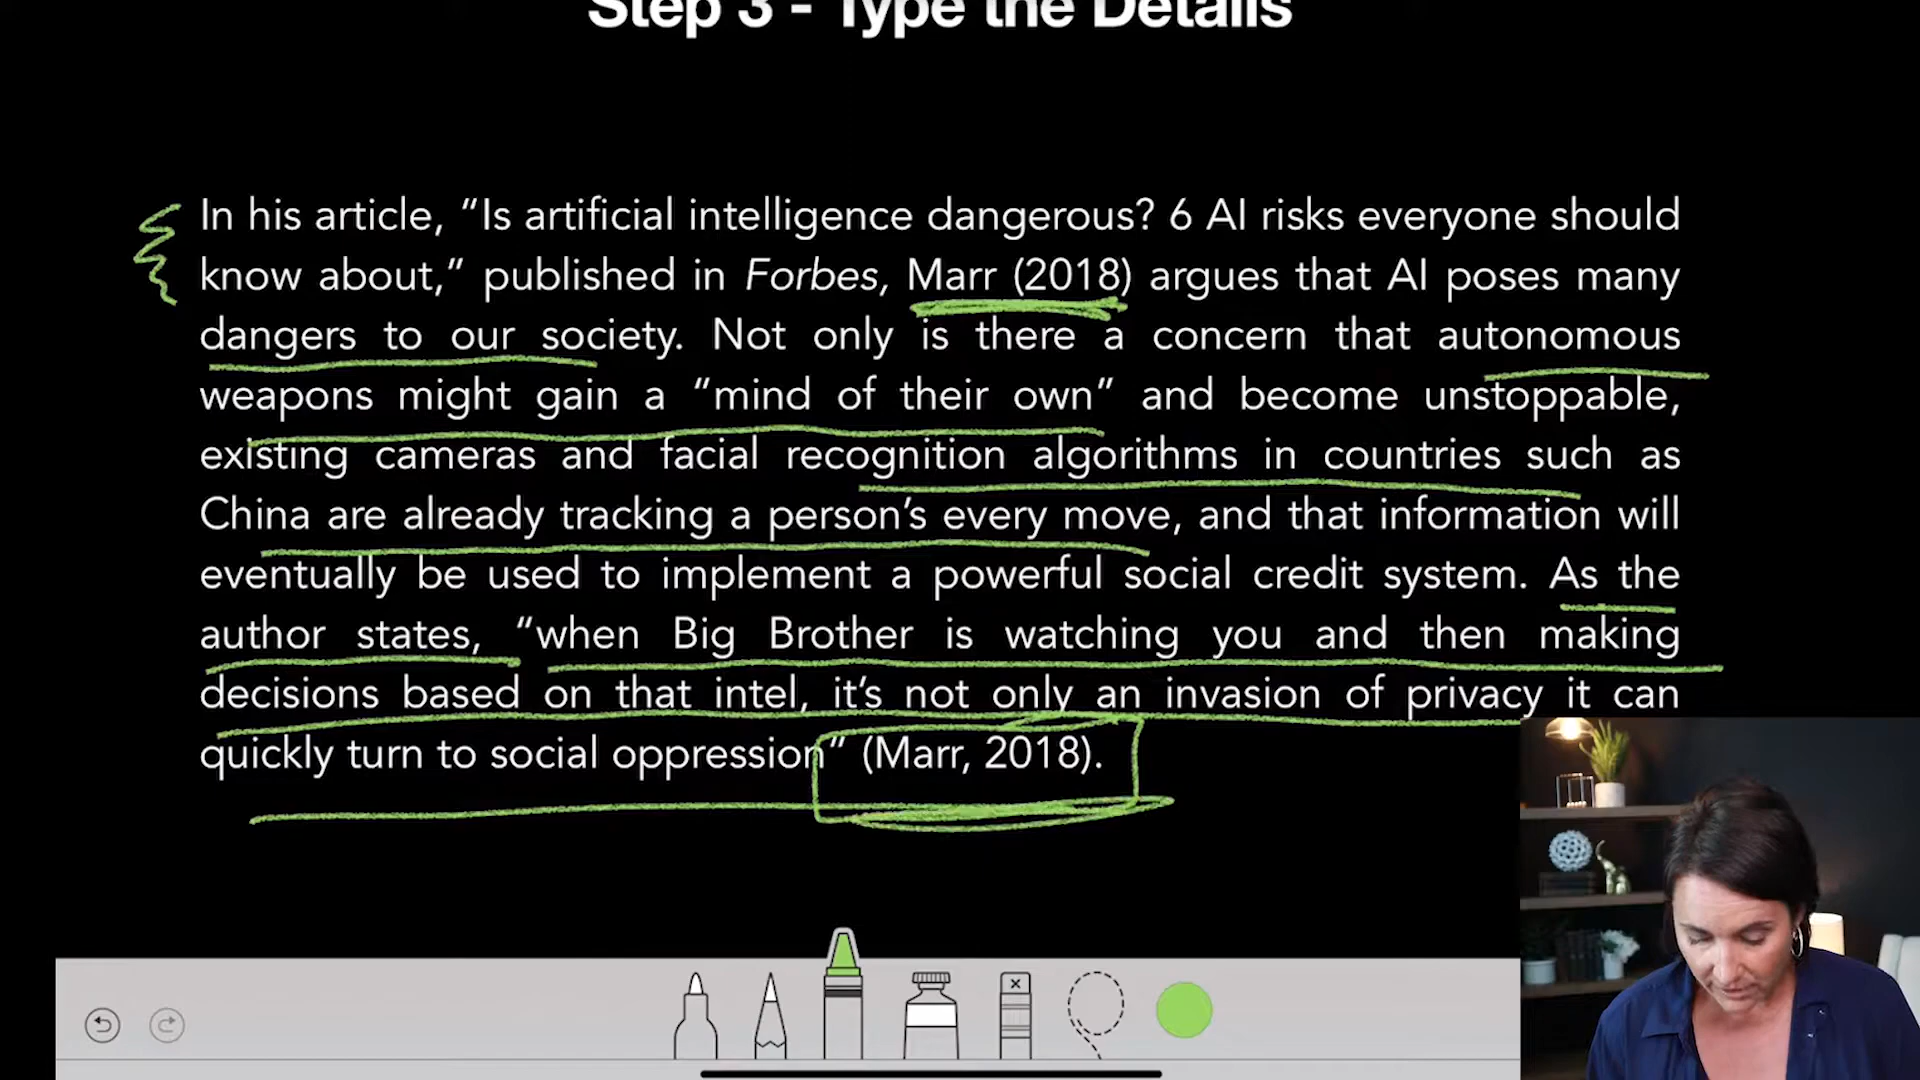 Step 3 - Type the Details
In his article, “Is artificial intelligence dangerous? 6 AI risks everyone should
know about,” published in Forbes, Marr (2018) argues that AI poses many
dangers to our society. Not only is there a concern that autonomous
weapons might gain a “mind of their own” and become unstoppable,
existing cameras and facial recognition algorithms in countries such as
China are already tracking a person’s every move, and that information will
eventually be used to implement a powerful social credit system. As the
author states, “when Big Brother is watching you and then making
decisions based on that intel, it’s not only an invasion of privacy it can
quickly turn to social oppression” (Marr, 2018).